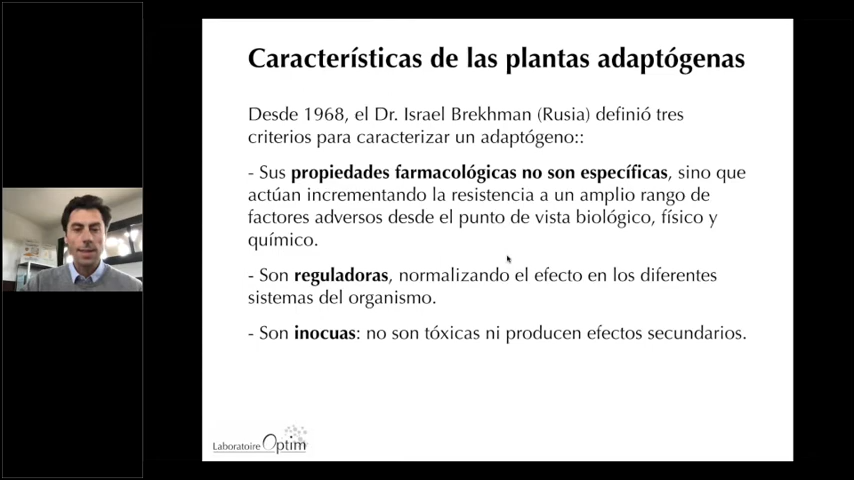 Características de las plantas adaptógenas
Desde 1968, el Dr. Israel Brekhman (Rusia) definió tres
criterios para caracterizar un adaptógeno::
- Sus propiedades farmacológicas no son específicas, sino que
actúan incrementando la resistencia a un amplio rango de
factores adversos desde el punto de vista biológico, físico y
químico.
- Son reguladoras, normalizando el efecto en los diferentes
sistemas del organismo.
- Son inocuas: no son tóxicas ni producen efectos secundarios.
Laboratoire Optim